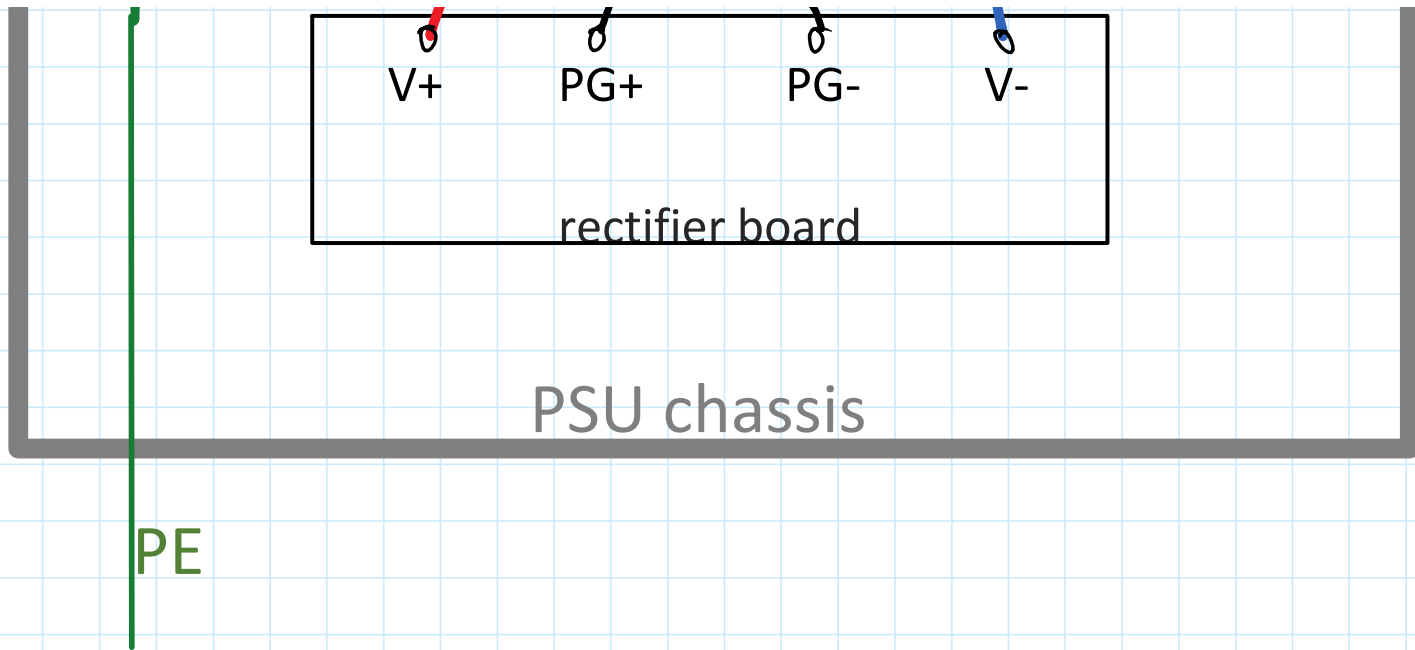 V+ PG+ PG- V-
rectifier board
PSU chassis
PE